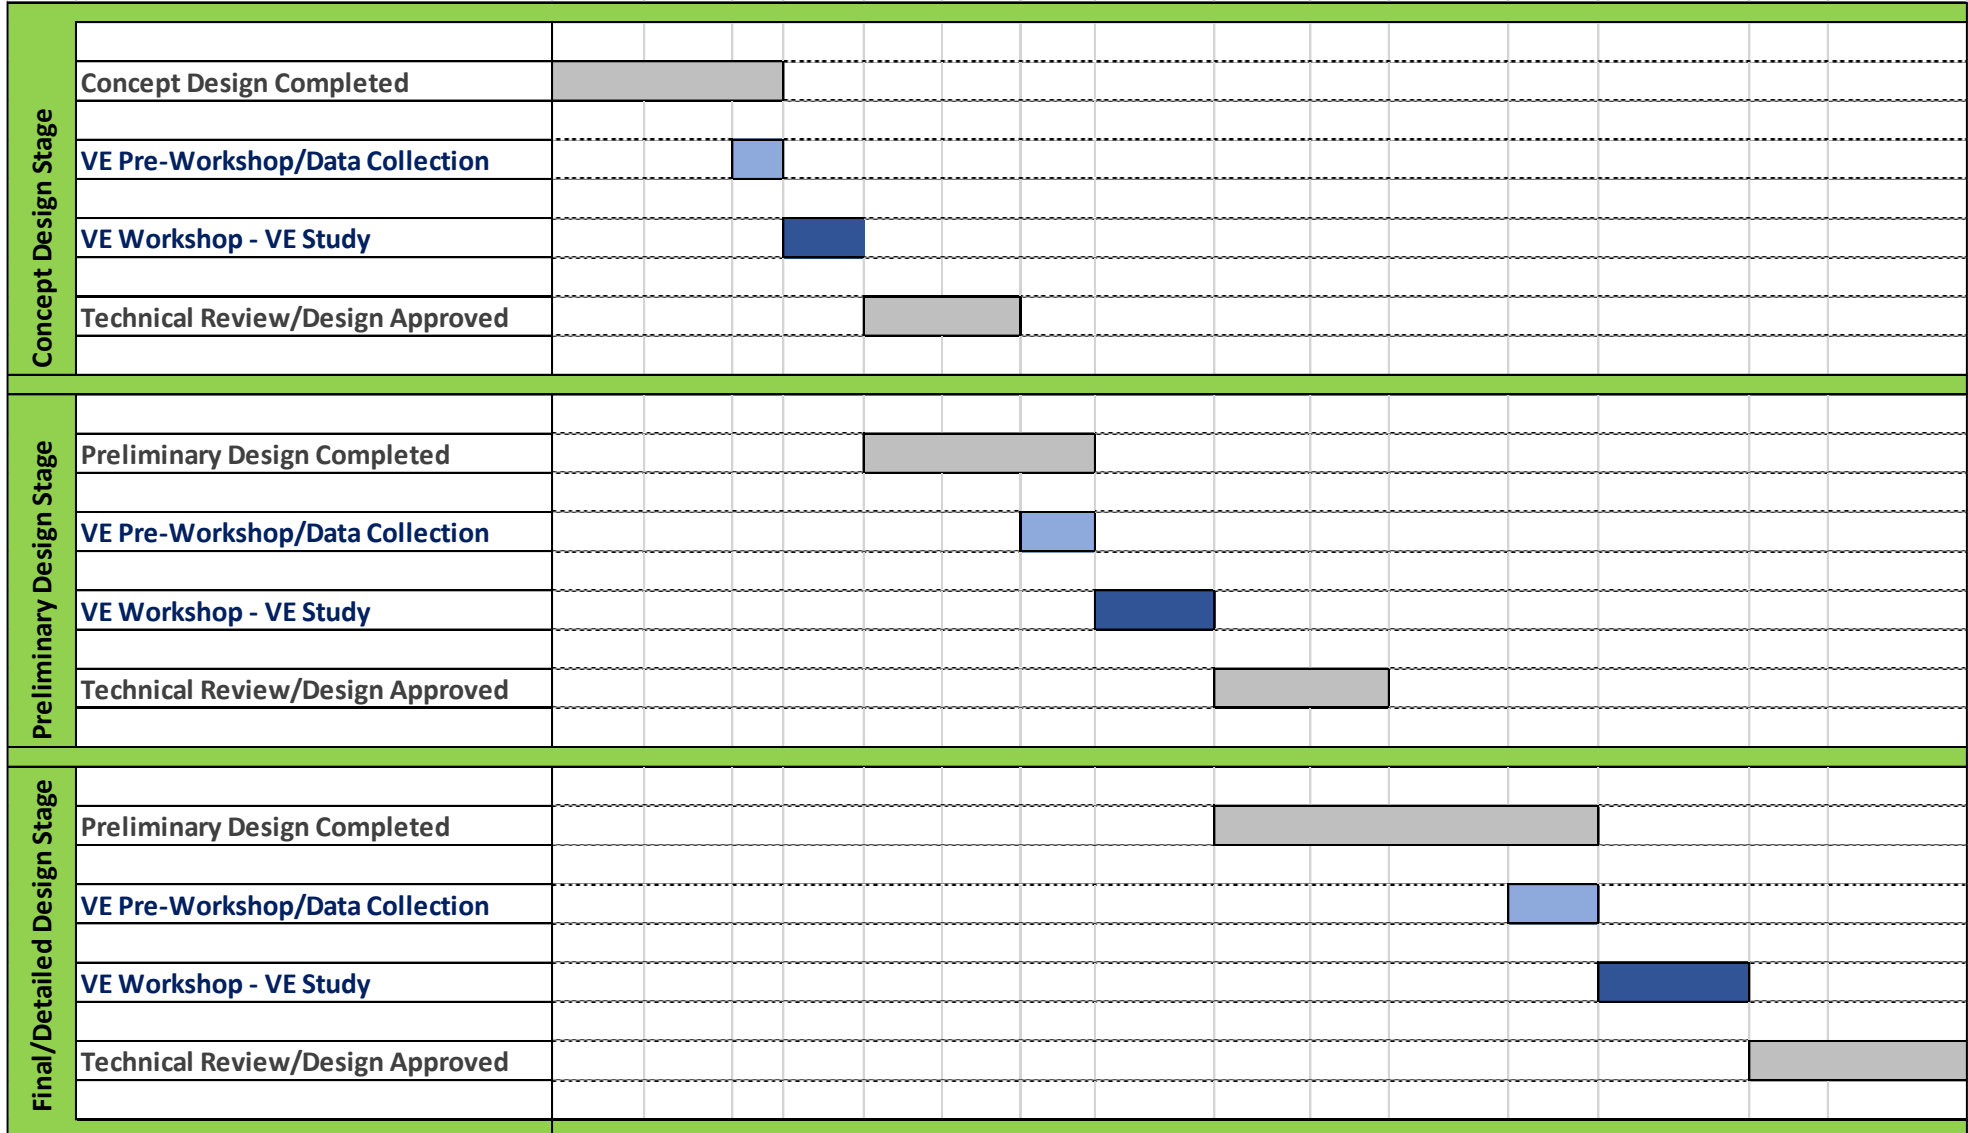 Concept Design Stage
Concept Design Completed
VE Pre-Workshop/Data Collection
VE Workshop - VE Study
Technical Review/Design Approved
Preliminary Design Stage
Preliminary Design Completed
VE Pre-Workshop/Data Collection
VE Workshop - VE Study
Technical Review/Design Approved
Final/Detailed Design Stage
Preliminary Design Completed
VE Pre-Workshop/Data Collection
VE Workshop - VE Study
Technical Review/Design Approved